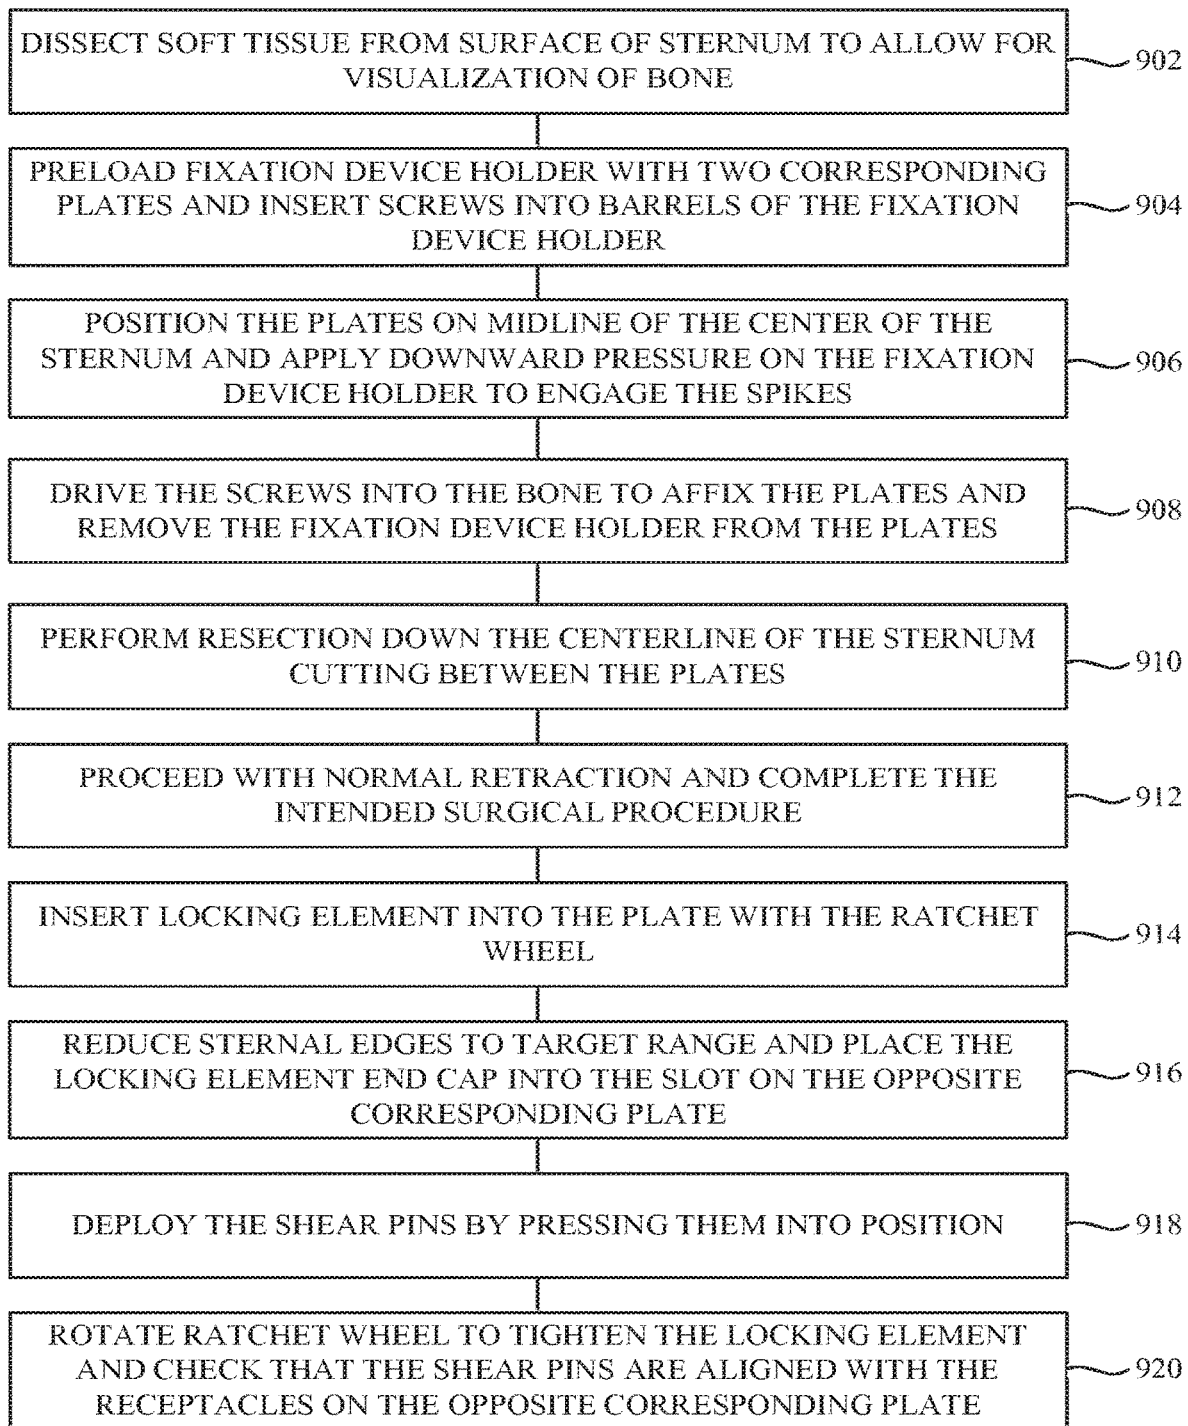 DISSECT SOFT TISSUE FROM SURFACE OF STERNUM TO ALLOW FOR
VISUALIZATION OF BONE
902
PRELOAD FIXATION DEVICE HOLDER WITH TWO CORRESPONDING
PLATES AND INSERT SCREWS INTO BARRELS OF THE FIXATION
DEVICE HOLDER
904
POSITION THE PLATES ON MIDLINE OF THE CENTER OF THE
STERNUM AND APPLY DOWNWARD PRESSURE ON THE FIXATION
DEVICE HOLDER TO ENGAGE THE SPIKES
906
DRIVE THE SCREWS INTO THE BONE TO AFFIX THE PLATES AND
REMOVE THE FIXATION DEVICE HOLDER FROM THE PLATES
908
PERFORM RESECTION DOWN THE CENTERLINE OF THE STERNUM
CUTTING BETWEEN THE PLATES
910
PROCEED WITH NORMAL RETRACTION AND COMPLETE THE
INTENDED SURGICAL PROCEDURE
912
INSERT LOCKING ELEMENT INTO THE PLATE WITH THE RATCHET
WHEEL
914
REDUCE STERNAL EDGES TO TARGET RANGE AND PLACE THE
LOCKING ELEMENT END CAP INTO THE SLOT ON THE OPPOSITE
CORRESPONDING PLATE
916
DEPLOY THE SHEAR PINS BY PRESSING THEM INTO POSITION
918
ROTATE RATCHET WHEEL TO TIGHTEN THE LOCKING ELEMENT
AND CHECK THAT THE SHEAR PINS ARE ALIGNED WITH THE
RECEPTACLES ON THE OPPOSITE CORRESPONDING PLATE
920